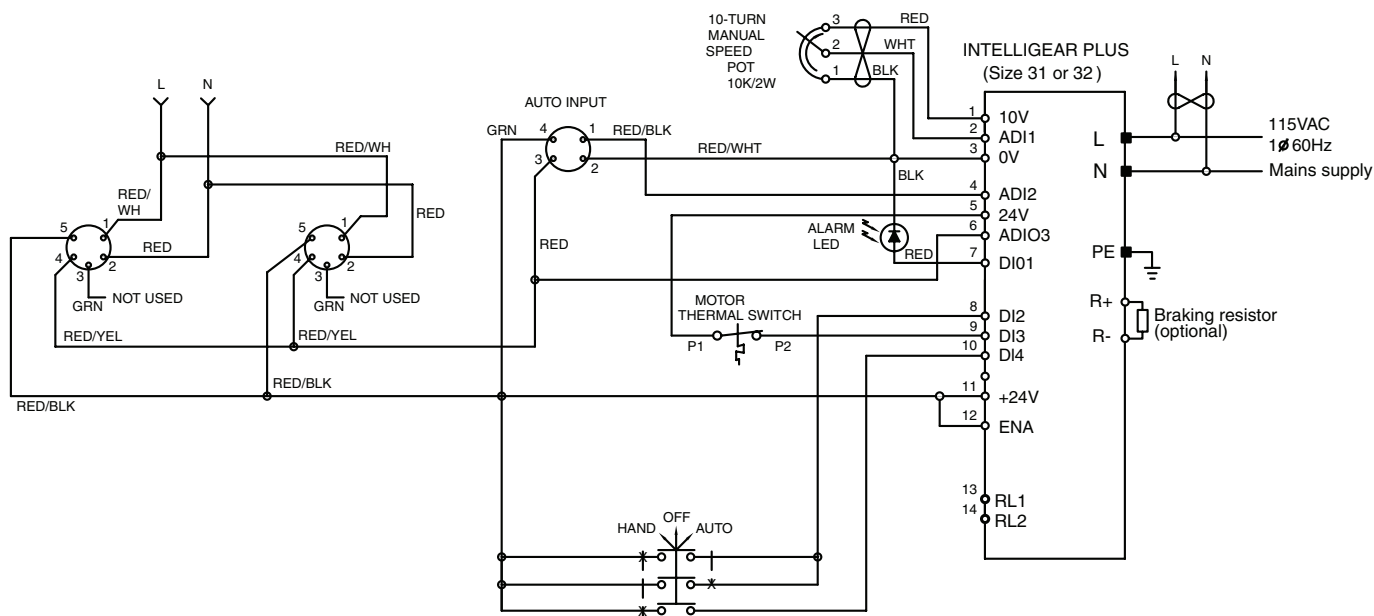 10-TURN
MANUAL
SPEED
POT
10K/2W
3
RED
2
WHT
1
BLK
INTELLIGEAR PLUS
(Size 31 or 32 )
L N
L N
AUTO INPUT
GRN 4 1 RED/BLK
3 2
RED/WHT
BLK
1 10V
2 ADI1
3 0V
4 ADI2
5 24V
6 ADIO3
7 DI01
8 DI2
9 DI3
10 DI4
11 +24V
12 ENA
13 RL1
14 RL2
L
N
PE
R+
R-
115VAC
1ø 60Hz
Mains supply
Braking resistor
(optional)
RED/WH
RED/
WH
RED
RED
5 1
4 2
3
GRN NOT USED
5 1
4 2
3
GRN NOT USED
RED
ALARM
LED
RED
MOTOR
THERMAL SWITCH
P1 P2
RED/YEL
RED/YEL
RED/BLK
RED/BLK
HAND OFF AUTO
X
X
X